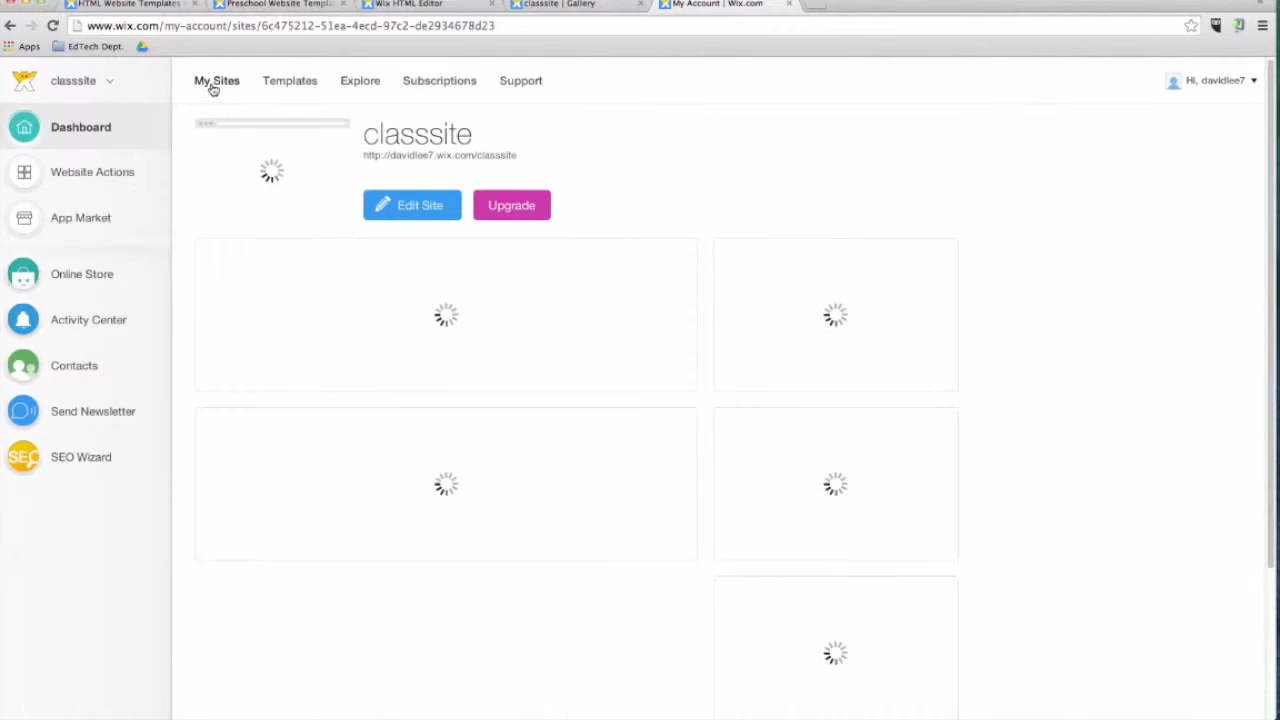 HTML Website Templates
Preschool Website Templa
Wix HTML Editor
classsite | Gallery
My Account | Wix.com
www.wix.com/my-account/sites/6c475212-51ea-4ecd-97c2-de2934678d23
Apps
EdTech Dept.
classsite
My Sites
Templates
Explore
Subscriptions
Support
Hi, davidlee7
Dashboard
Website Actions
App Market
Online Store
Activity Center
Contacts
Send Newsletter
SEO
SEO Wizard
classsite
http://davidlee7.wix.com/classsite
Edit Site
Upgrade